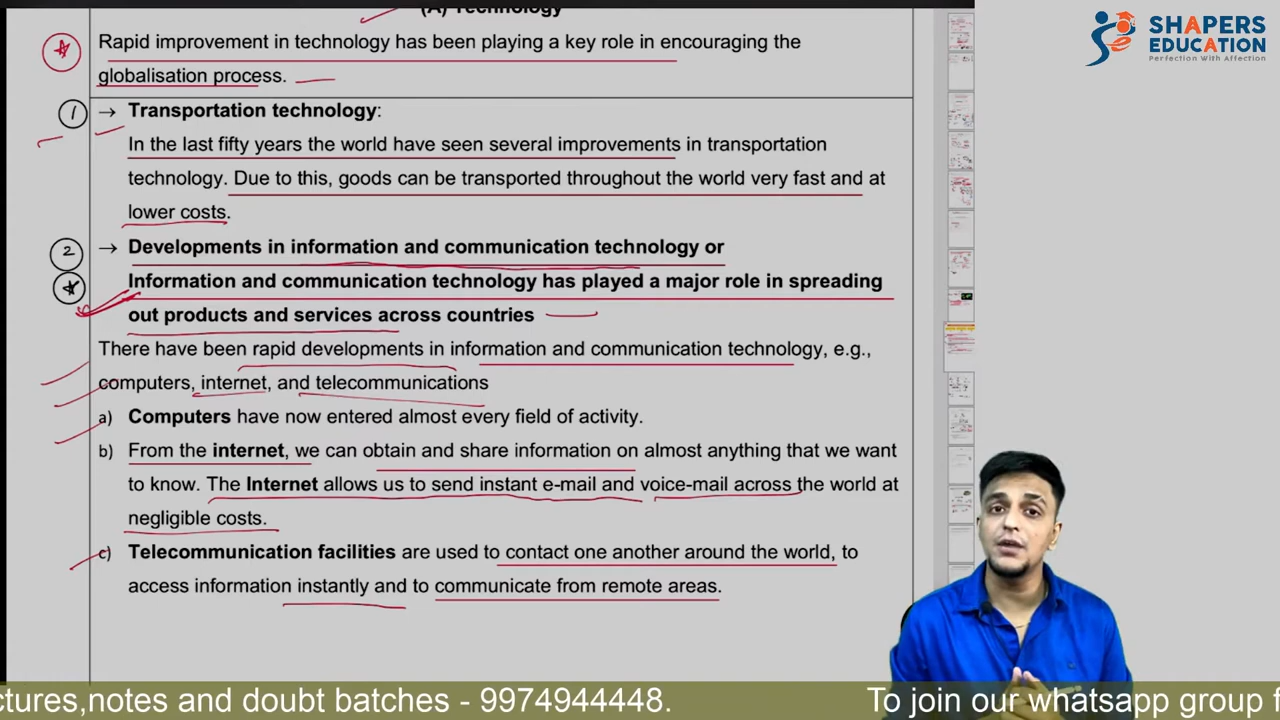 (A) Technology
SHAPERS
EDUCATION
Perfection With Affection
Rapid improvement in technology has been playing a key role in encouraging the
globalisation process.
1 → Transportation technology:
In the last fifty years the world have seen several improvements in transportation
technology. Due to this, goods can be transported throughout the world very fast and at
lower costs.
2 → Developments in information and communication technology or
Information and communication technology has played a major role in spreading
out products and services across countries
There have been rapid developments in information and communication technology, e.g.,
computers, internet, and telecommunications
a) Computers have now entered almost every field of activity.
b) From the internet, we can obtain and share information on almost anything that we want
to know. The Internet allows us to send instant e-mail and voice-mail across the world at
negligible costs.
c) Telecommunication facilities are used to contact one another around the world, to
access information instantly and to communicate from remote areas.
ctures,notes and doubt batches - 9974944448. To join our whatsapp group f